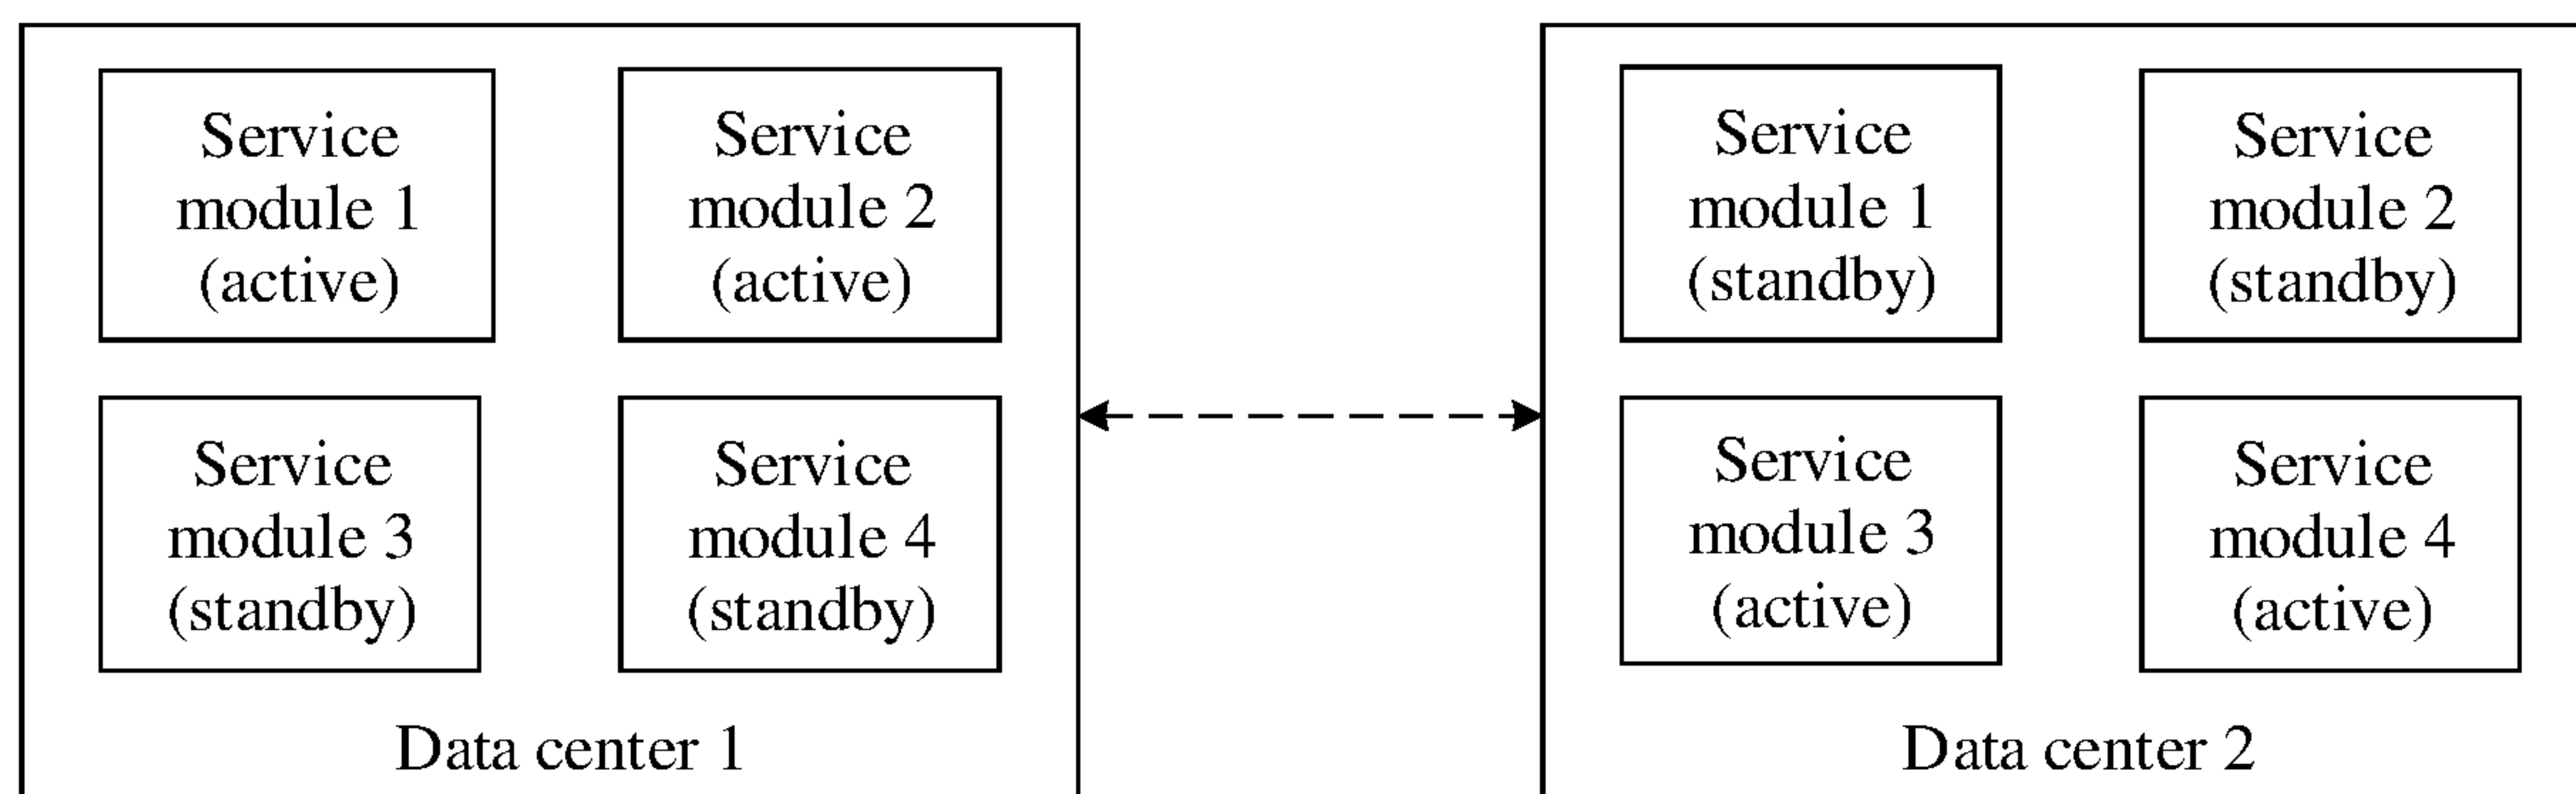 Service
module 1
(active)
Service
module 2
(active)
Service
module 3
(standby)
Service
module 4
(standby)
Data center 1
Service
module 1
(standby)
Service
module 2
(standby)
Service
module 3
(active)
Service
module 4
(active)
Data center 2